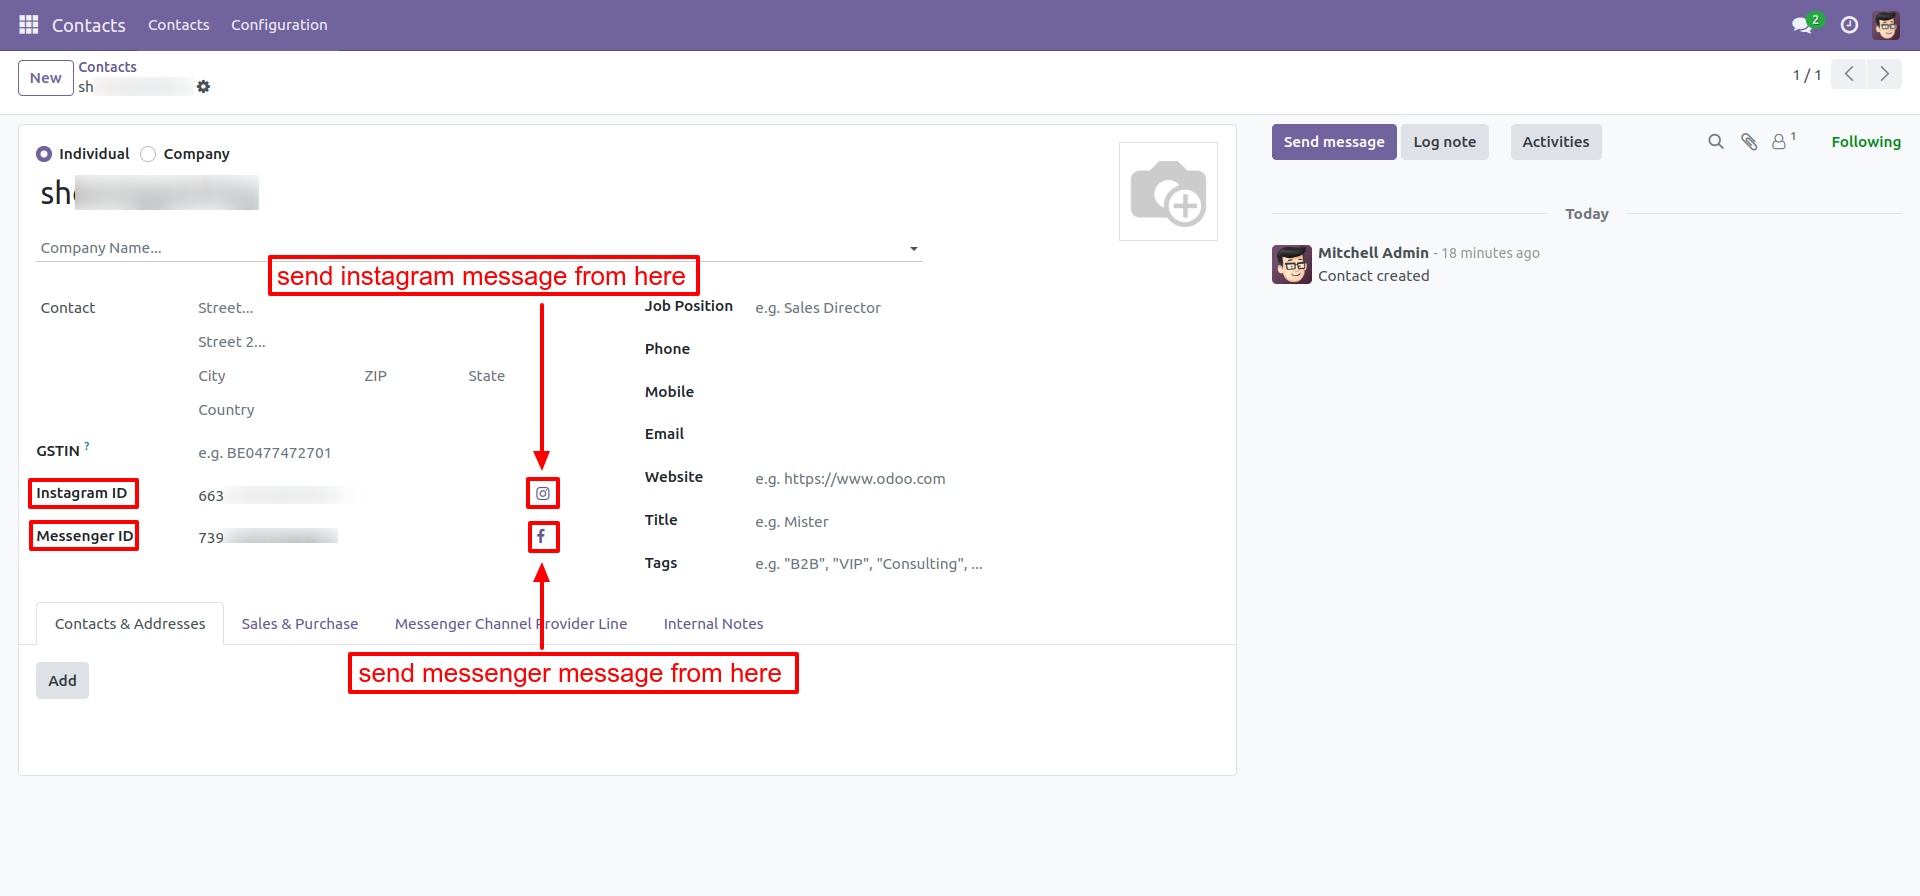 Contacts Contacts Configuration 2
New Contacts
sh
1 / 1
Individual Company
Send message Log note Activities 1 Following
sh
Today
Company Name...
Mitchell Admin - 18 minutes ago
Contact created
send instagram message from here
Contact Street...
Street 2...
City ZIP State
Country
GSTIN ? e.g. BE0477472701
Instagram ID 663
Messenger ID 739
Job Position e.g. Sales Director
Phone
Mobile
Email
Website e.g. https://www.odoo.com
Title e.g. Mister
Tags e.g. "B2B", "VIP", "Consulting", ...
Contacts & Addresses Sales & Purchase Messenger Channel Provider Line Internal Notes
send messenger message from here
Add